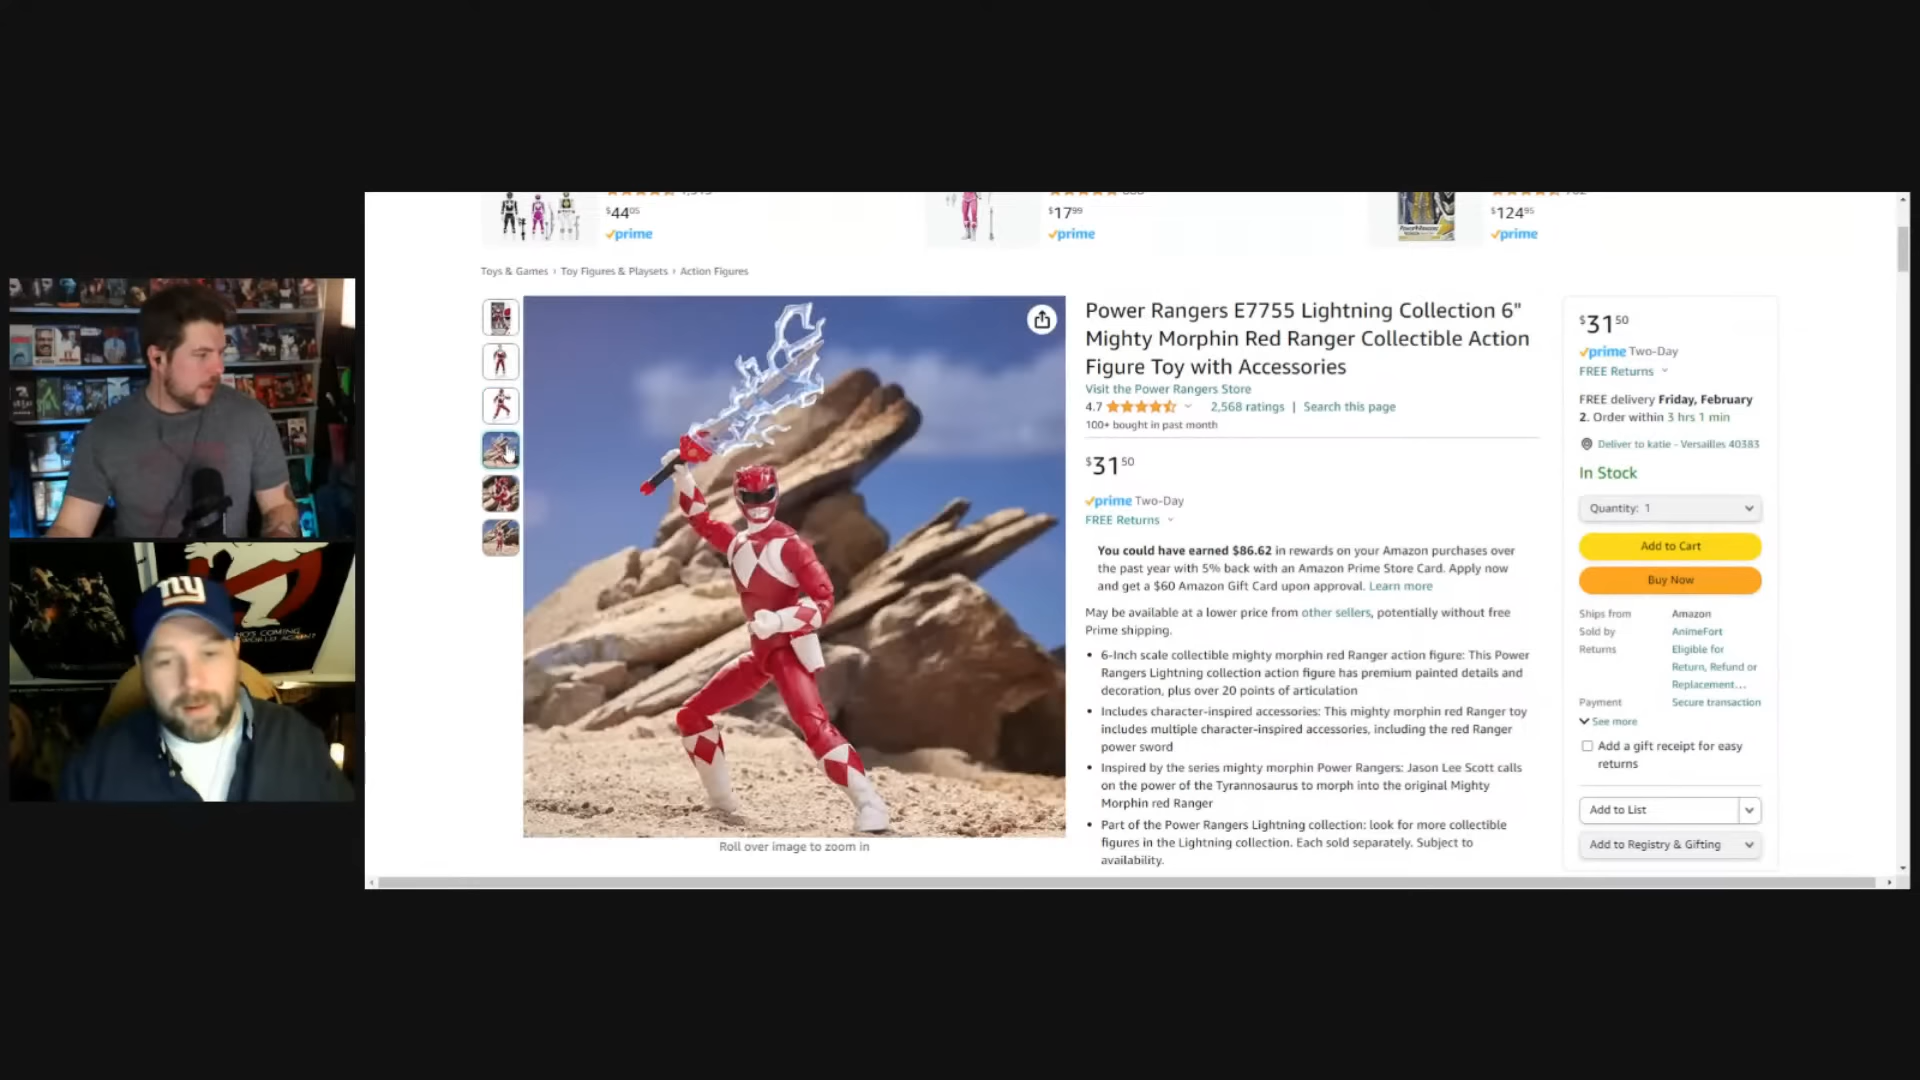 $44.05
prime
$17.99
prime
$124.95
prime
Toys & Games › Toy Figures & Playsets › Action Figures
Power Rangers E7755 Lightning Collection 6"
Mighty Morphin Red Ranger Collectible Action
Figure Toy with Accessories
Visit the Power Rangers Store
4.7
2,568 ratings | Search this page
100+ bought in past month
$31.50
prime Two-Day
FREE Returns
You could have earned $86.62 in rewards on your Amazon purchases over
the past year with 5% back with an Amazon Prime Store Card. Apply now
and get a $60 Amazon Gift Card upon approval. Learn more
May be available at a lower price from other sellers, potentially without free
Prime shipping.
• 6-Inch scale collectible mighty morphin red Ranger action figure: This Power
Rangers Lightning collection action figure has premium painted details and
decoration, plus over 20 points of articulation
• Includes character-inspired accessories: This mighty morphin red Ranger toy
includes multiple character-inspired accessories, including the red Ranger
power sword
• Inspired by the series mighty morphin Power Rangers: Jason Lee Scott calls
on the power of the Tyrannosaurus to morph into the original Mighty
Morphin red Ranger
• Part of the Power Rangers Lightning collection: look for more collectible
figures in the Lightning collection. Each sold separately. Subject to
availability.
Roll over image to zoom in
$31.50
prime Two-Day
FREE Returns
FREE delivery Friday, February
2. Order within 3 hrs 1 min
Deliver to katie - Versailles 40383
In Stock
Quantity: 1
Add to Cart
Buy Now
Ships from Amazon
Sold by AnimeFort
Returns Eligible for
Return, Refund or
Replacement...
Payment Secure transaction
See more
Add a gift receipt for easy
returns
Add to List
Add to Registry & Gifting
ny
WHO'S COMING
WORLD AGAIN?